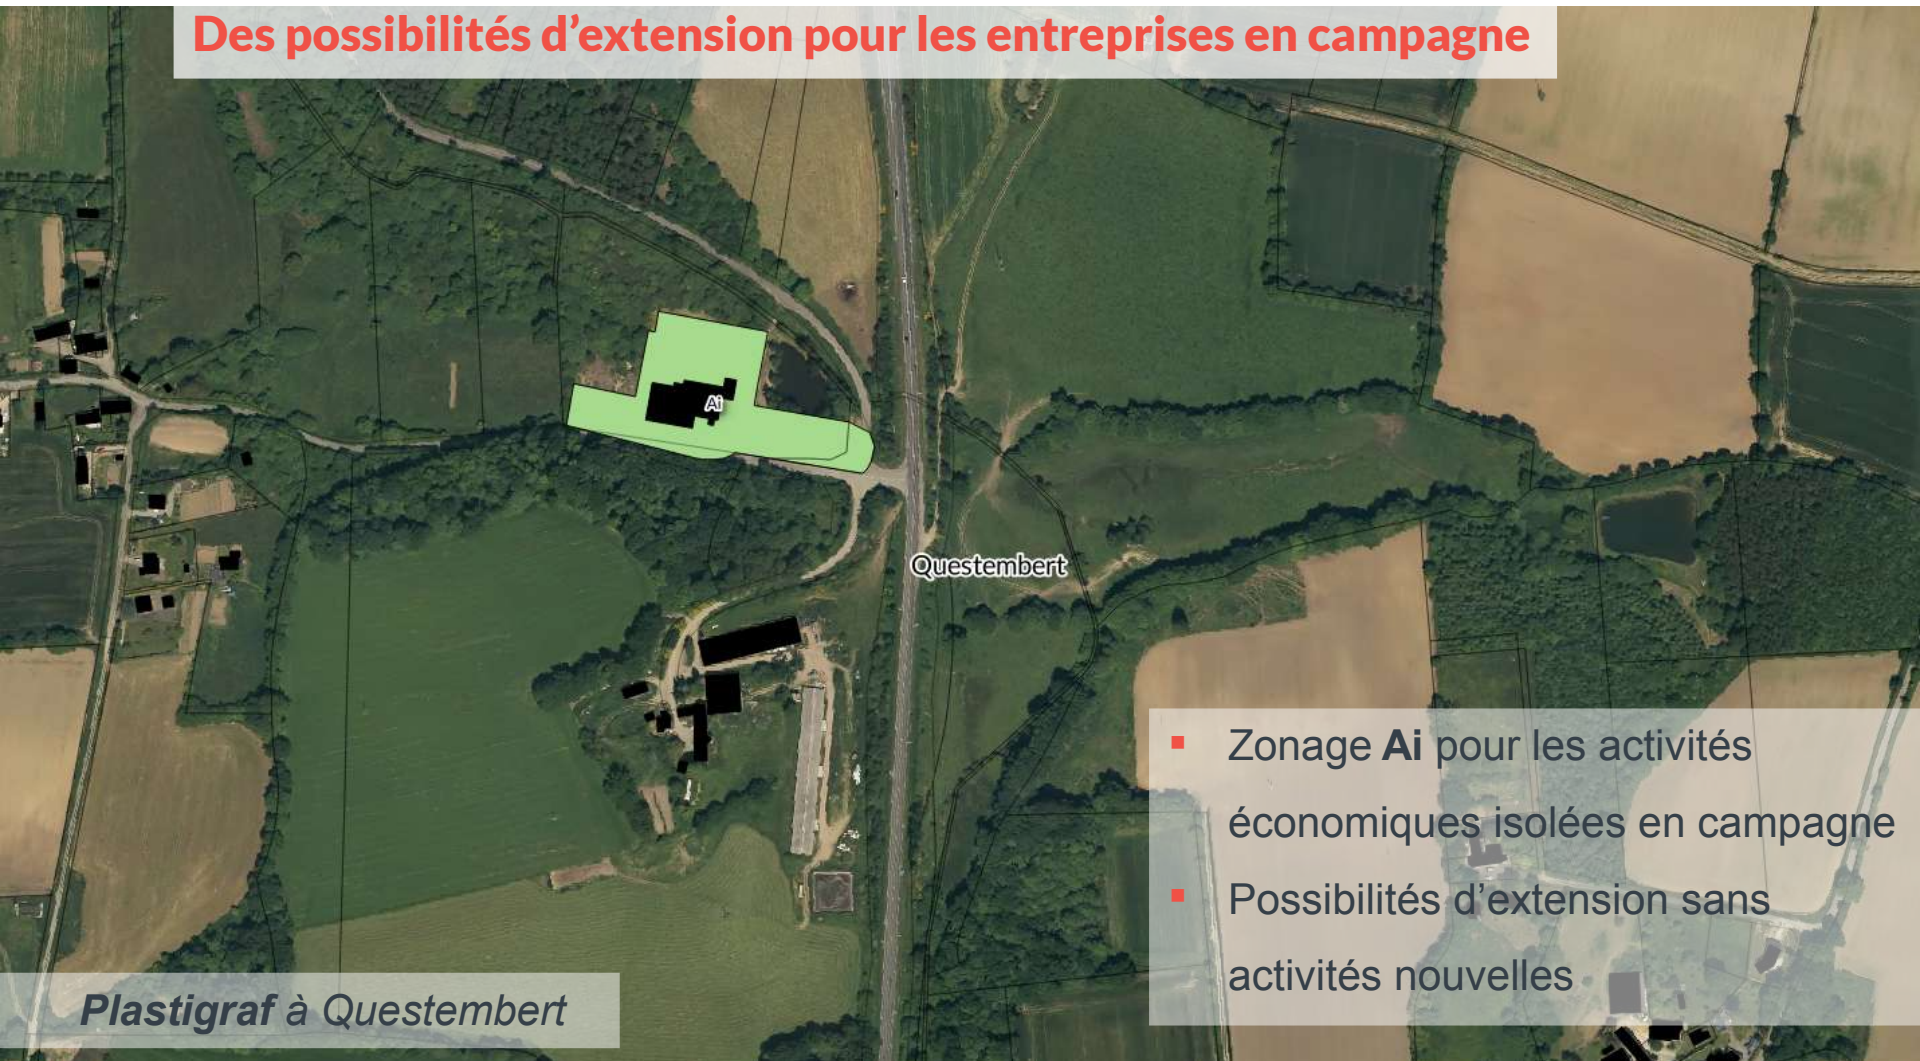 Des possibilités d’extension pour les entreprises en campagne
Ai
Questembert
▪ Zonage Ai pour les activités
économiques isolées en campagne
▪ Possibilités d’extension sans
activités nouvelles
Plastigraf à Questembert